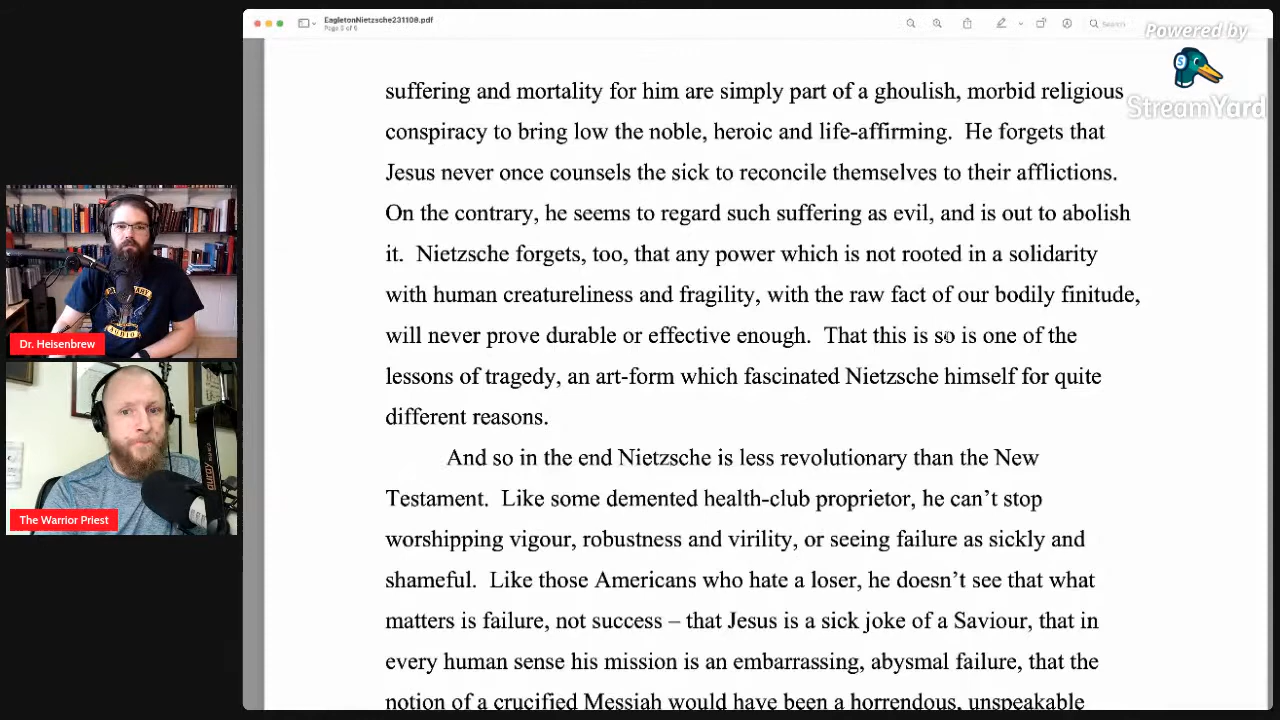 EagletonNietzsche231108.pdf
Search
Powered by
StreamYard
suffering and mortality for him are simply part of a ghoulish, morbid religious
conspiracy to bring low the noble, heroic and life-affirming.  He forgets that
Jesus never once counsels the sick to reconcile themselves to their afflictions.
On the contrary, he seems to regard such suffering as evil, and is out to abolish
it.  Nietzsche forgets, too, that any power which is not rooted in a solidarity
with human creatureliness and fragility, with the raw fact of our bodily finitude,
will never prove durable or effective enough.  That this is so is one of the
lessons of tragedy, an art-form which fascinated Nietzsche himself for quite
different reasons.
And so in the end Nietzsche is less revolutionary than the New
Testament.  Like some demented health-club proprietor, he can’t stop
worshipping vigour, robustness and virility, or seeing failure as sickly and
shameful.  Like those Americans who hate a loser, he doesn’t see that what
matters is failure, not success – that Jesus is a sick joke of a Saviour, that in
every human sense his mission is an embarrassing, abysmal failure, that the
notion of a crucified Messiah would have been a horrendous, unspeakable
Dr. Heisenbrew
The Warrior Priest